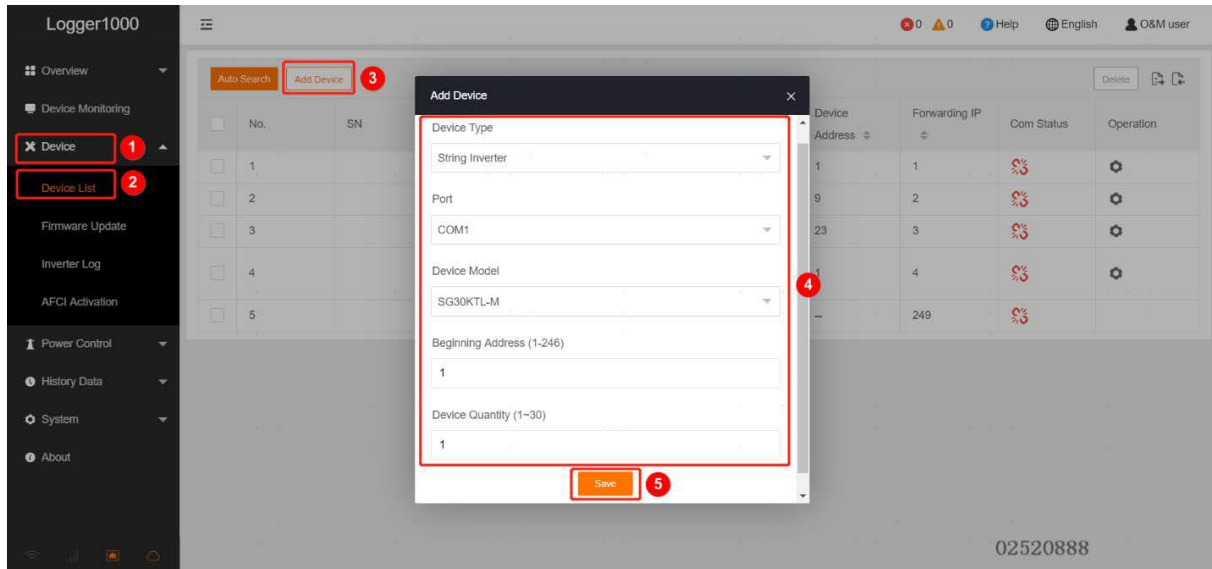 Logger1000
0 0 Help English O&M user
Overview
Auto Search Add Device 3 Delete
Device Monitoring
Device 1
Device List 2
Firmware Update
Inverter Log
AFCI Activation
Power Control
History Data
System
About
No. SN Device Address Forwarding IP Com Status Operation
1 1 1
2 9 2
3 23 3
4 1 4
5 -- 249
Add Device
Device Type
String Inverter
Port
COM1
Device Model
SG30KTL-M
4
Beginning Address (1-246)
1
Device Quantity (1~30)
1
Save 5
02520888